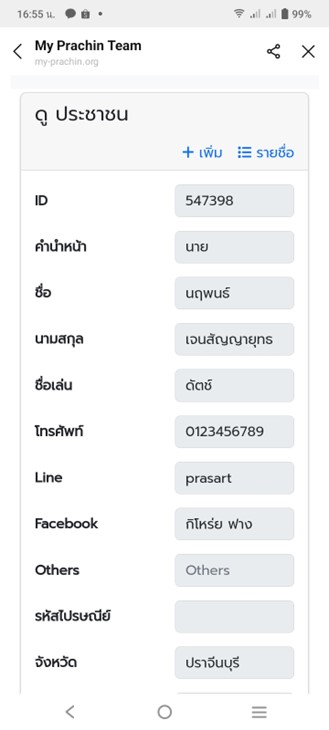 16:55 น.
99%
My Prachin Team
my-prachin.org
ดู ประชาชน
+ เพิ่ม รายชื่อ
ID 547398
คำนำหน้า นาย
ชื่อ นฤพนธ์
นามสกุล เจนสัญญายุทธ
ชื่อเล่น ดัตช์
โทรศัพท์ 0123456789
Line prasart
Facebook กิโหร่ย ฟาง
Others Others
รหัสไปรษณีย์
จังหวัด ปราจีนบุรี